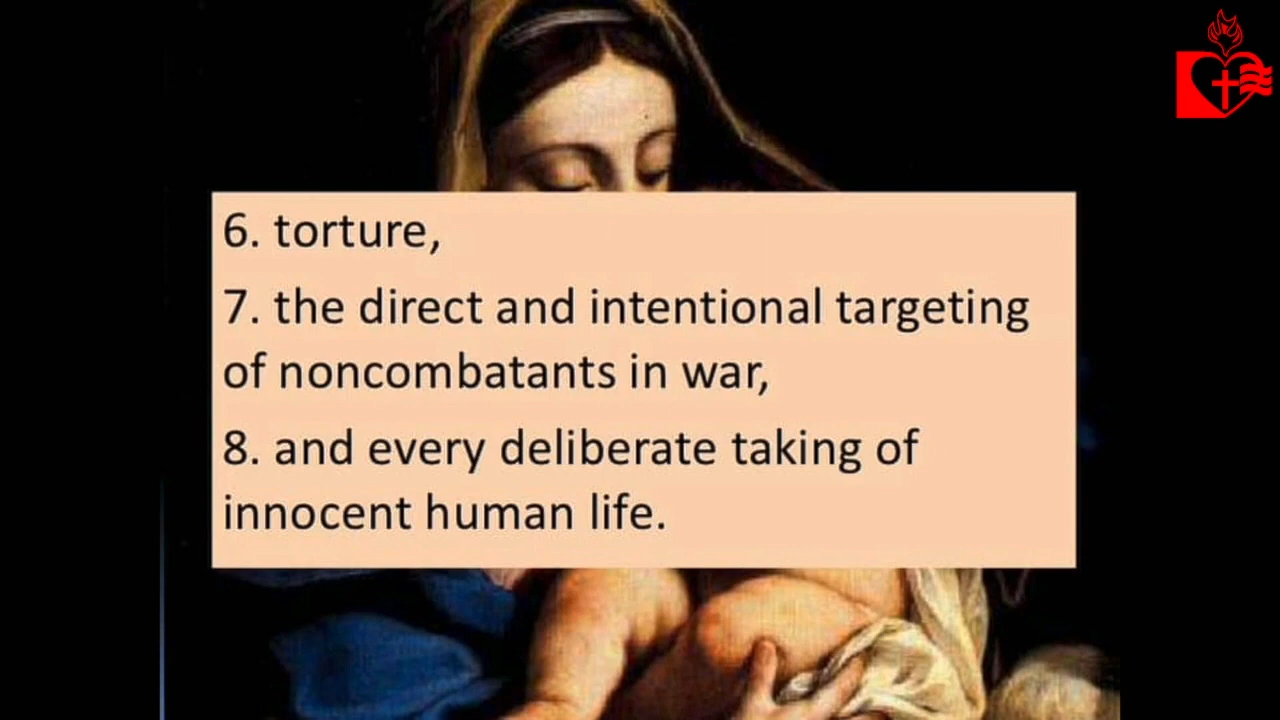 6. torture,
7. the direct and intentional targeting
of noncombatants in war,
8. and every deliberate taking of
innocent human life.